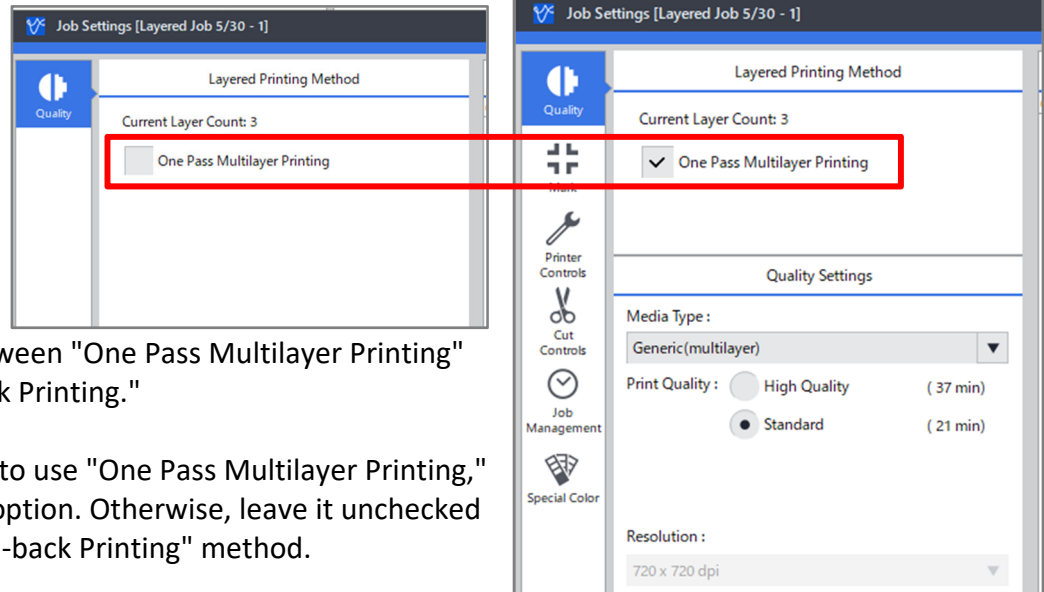 Job Settings [Layered Job 5/30 - 1]
Layered Printing Method
Quality
Current Layer Count: 3
One Pass Multilayer Printing
ween "One Pass Multilayer Printing"
k Printing."
to use "One Pass Multilayer Printing,"
option. Otherwise, leave it unchecked
-back Printing" method.
Job Settings [Layered Job 5/30 - 1]
Layered Printing Method
Quality
Current Layer Count: 3
One Pass Multilayer Printing
Mark
Printer
Controls
Cut
Controls
Job
Management
Special Color
Quality Settings
Media Type :
Generic(multilayer)
Print Quality : High Quality ( 37 min)
Standard ( 21 min)
Resolution :
720 x 720 dpi